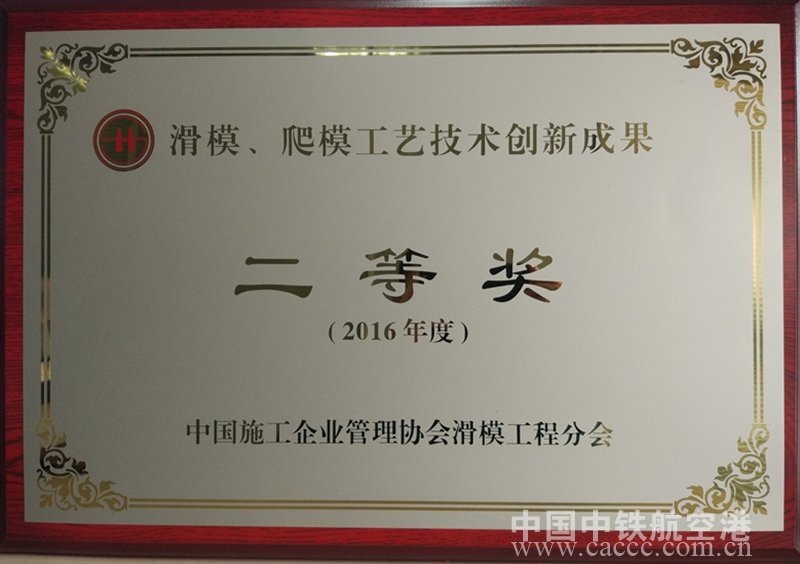 H 滑模、爬模工艺技术创新成果
二等奖
(2016年度)
中国施工企业管理协会滑模工程分会
中国中铁航空港
www.caccc.com.cn